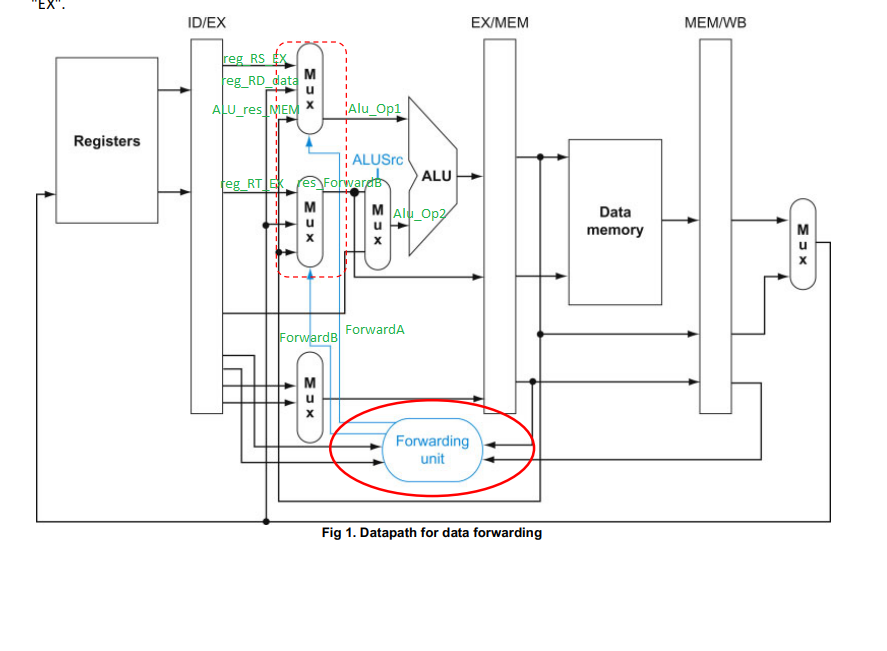 "EX".
ID/EX
EX/MEM
MEM/WB
reg_RS_EX
reg_RD_data
ALU_res_MEM
Mux
Alu_Op1
Registers
ALUSrc
ALU
reg_RT_EX
res_ForwardB
Mux
Mux
Alu_Op2
Data
memory
Mux
ForwardA
ForwardB
Mux
Forwarding
unit
Fig 1. Datapath for data forwarding